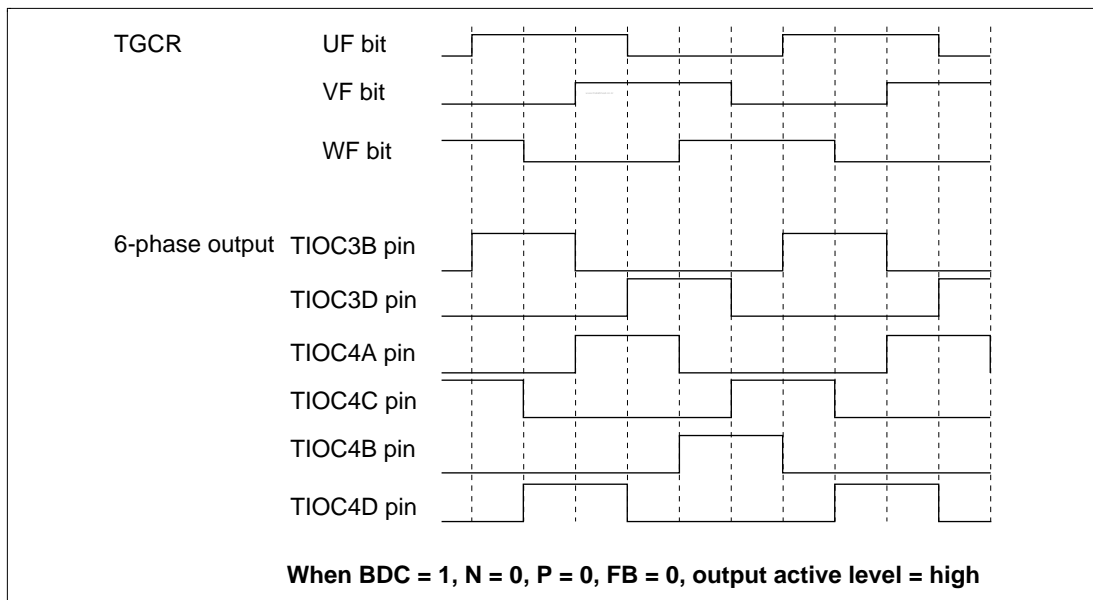 TGCR UF bit
VF bit
WF bit
6-phase output TIOC3B pin
TIOC3D pin
TIOC4A pin
TIOC4C pin
TIOC4B pin
TIOC4D pin
When BDC = 1, N = 0, P = 0, FB = 0, output active level = high